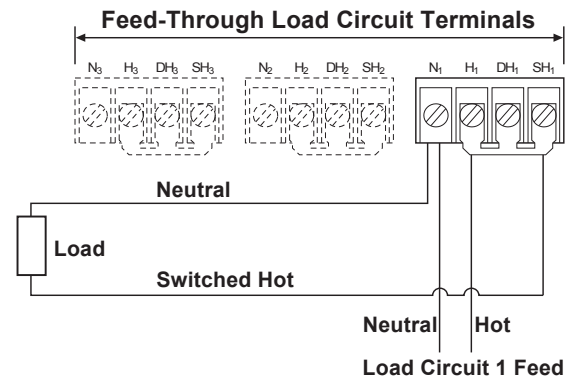 Feed-Through Load Circuit Terminals
N₃ H₃ DH₃ SH₃ N₂ H₂ DH₂ SH₂ N₁ H₁ DH₁ SH₁
Neutral
Load
Switched Hot
Neutral Hot
Load Circuit 1 Feed